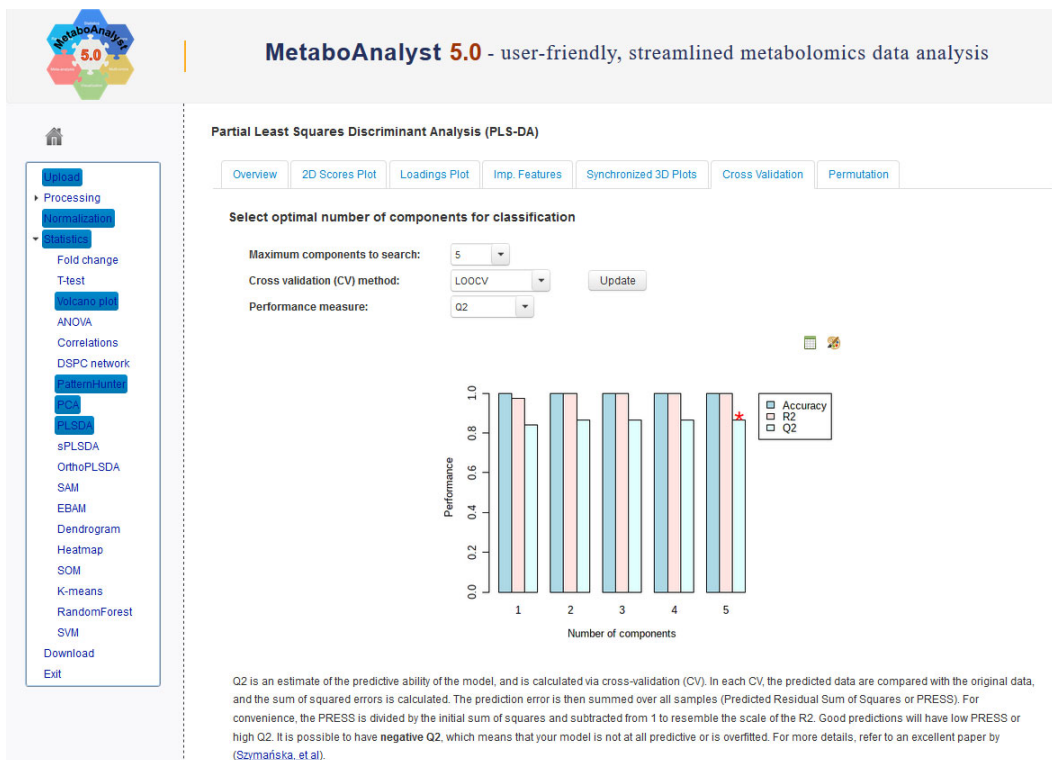 MetaboAnalyst
5.0
MetaboAnalyst 5.0 - user-friendly, streamlined metabolomics data analysis
Upload
Processing
Normalization
Statistics
Fold change
T-test
Volcano plot
ANOVA
Correlations
DSPC network
PatternHunter
PCA
PLSDA
sPLSDA
OrthoPLSDA
SAM
EBAM
Dendrogram
Heatmap
SOM
K-means
RandomForest
SVM
Download
Exit
Partial Least Squares Discriminant Analysis (PLS-DA)
Overview 2D Scores Plot Loadings Plot Imp. Features Synchronized 3D Plots Cross Validation Permutation
Select optimal number of components for classification
Maximum components to search: 5
Cross validation (CV) method: LOOCV Update
Performance measure: Q2
1.0
0.8
0.6
0.4
0.2
0.0
Performance
*
Accuracy
R2
Q2
1 2 3 4 5
Number of components
Q2 is an estimate of the predictive ability of the model, and is calculated via cross-validation (CV). In each CV, the predicted data are compared with the original data,
and the sum of squared errors is calculated. The prediction error is then summed over all samples (Predicted Residual Sum of Squares or PRESS). For
convenience, the PRESS is divided by the initial sum of squares and subtracted from 1 to resemble the scale of the R2. Good predictions will have low PRESS or
high Q2. It is possible to have negative Q2, which means that your model is not at all predictive or is overfitted. For more details, refer to an excellent paper by
(Szymańska, et al).